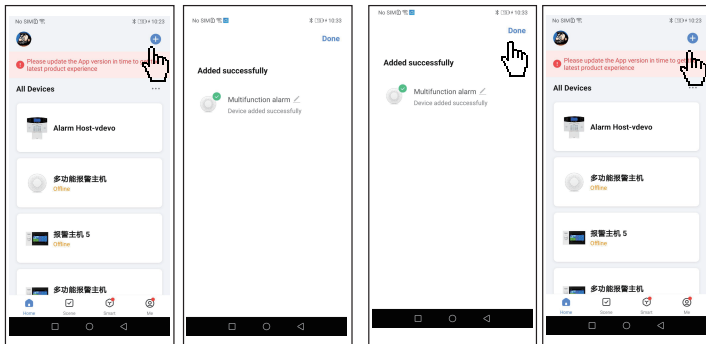 No SIM 10:23
Please update the App version in time to get
latest product experience
All Devices
Alarm Host-vdevo
多功能报警主机
Offline
报警主机 5
Offline
多功能报警主机
Home Scene Smart Me
No SIM 10:33
Done
Added successfully
Multifunction alarm
Device added successfully
No SIM 10:33
Done
Added successfully
Multifunction alarm
Device added successfully
No SIM 10:23
Please update the App version in time to get
latest product experience
All Devices
Alarm Host-vdevo
多功能报警主机
Offline
报警主机 5
Offline
多功能报警主机
Home Scene Smart Me